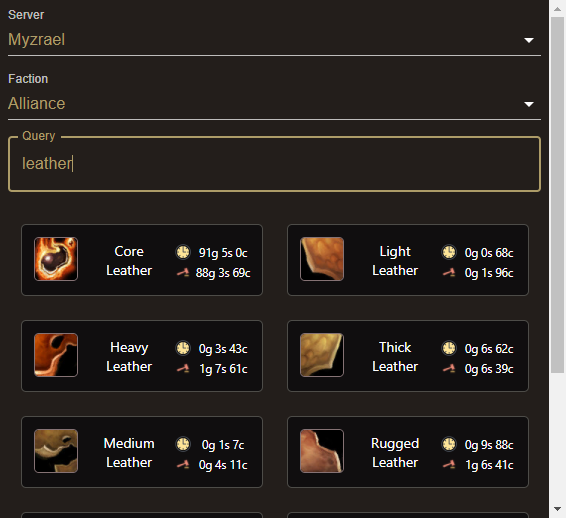 Server
Myzrael
Faction
Alliance
Query
leather
Core
Leather
91g 5s 0c
88g 3s 69c
Light
Leather
0g 0s 68c
0g 1s 96c
Heavy
Leather
0g 3s 43c
1g 7s 61c
Thick
Leather
0g 6s 62c
0g 6s 39c
Medium
Leather
0g 1s 7c
0g 4s 11c
Rugged
Leather
0g 9s 88c
1g 6s 41c